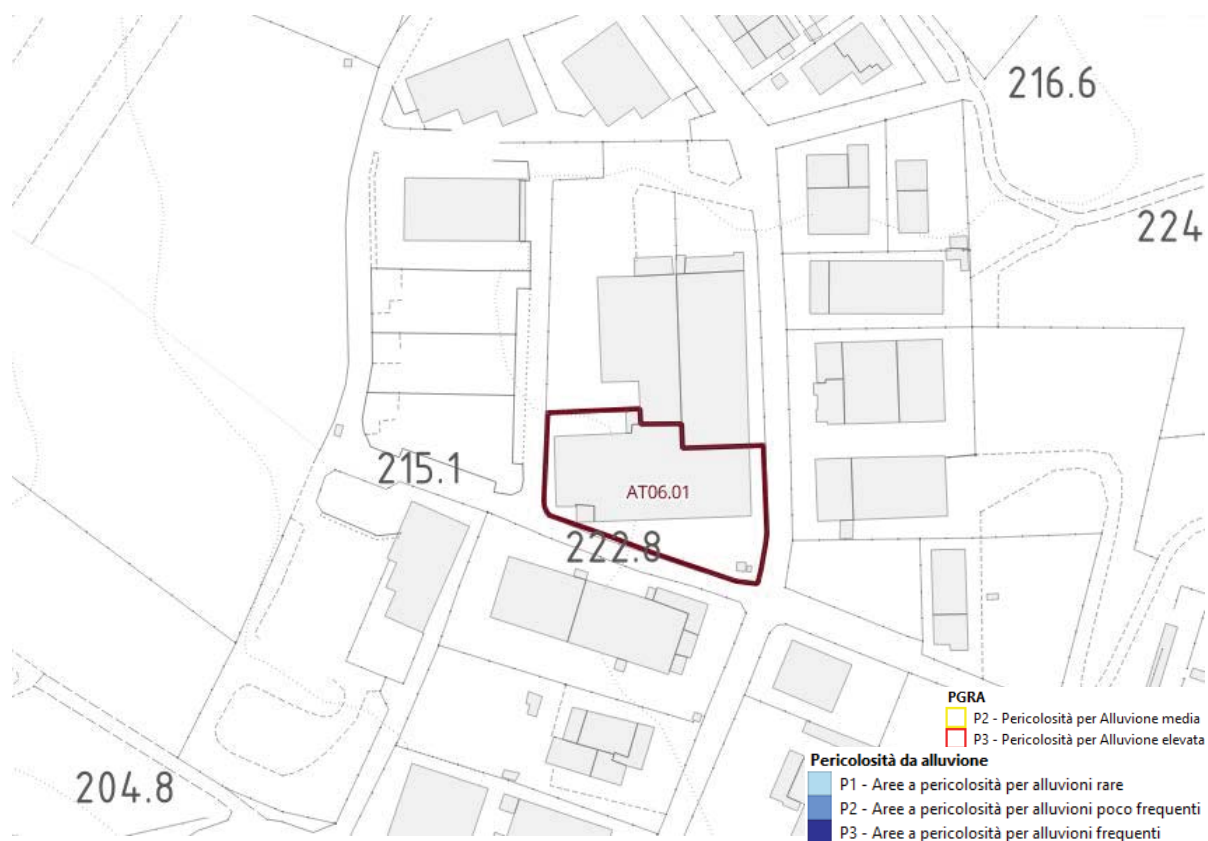 216.6
224
215.1
AT06.01
222.8
204.8
PGRA
P2 - Pericolosità per Alluvione media
P3 - Pericolosità per Alluvione elevata
Pericolosità da alluvione
P1 - Aree a pericolosità per alluvioni rare
P2 - Aree a pericolosità per alluvioni poco frequenti
P3 - Aree a pericolosità per alluvioni frequenti